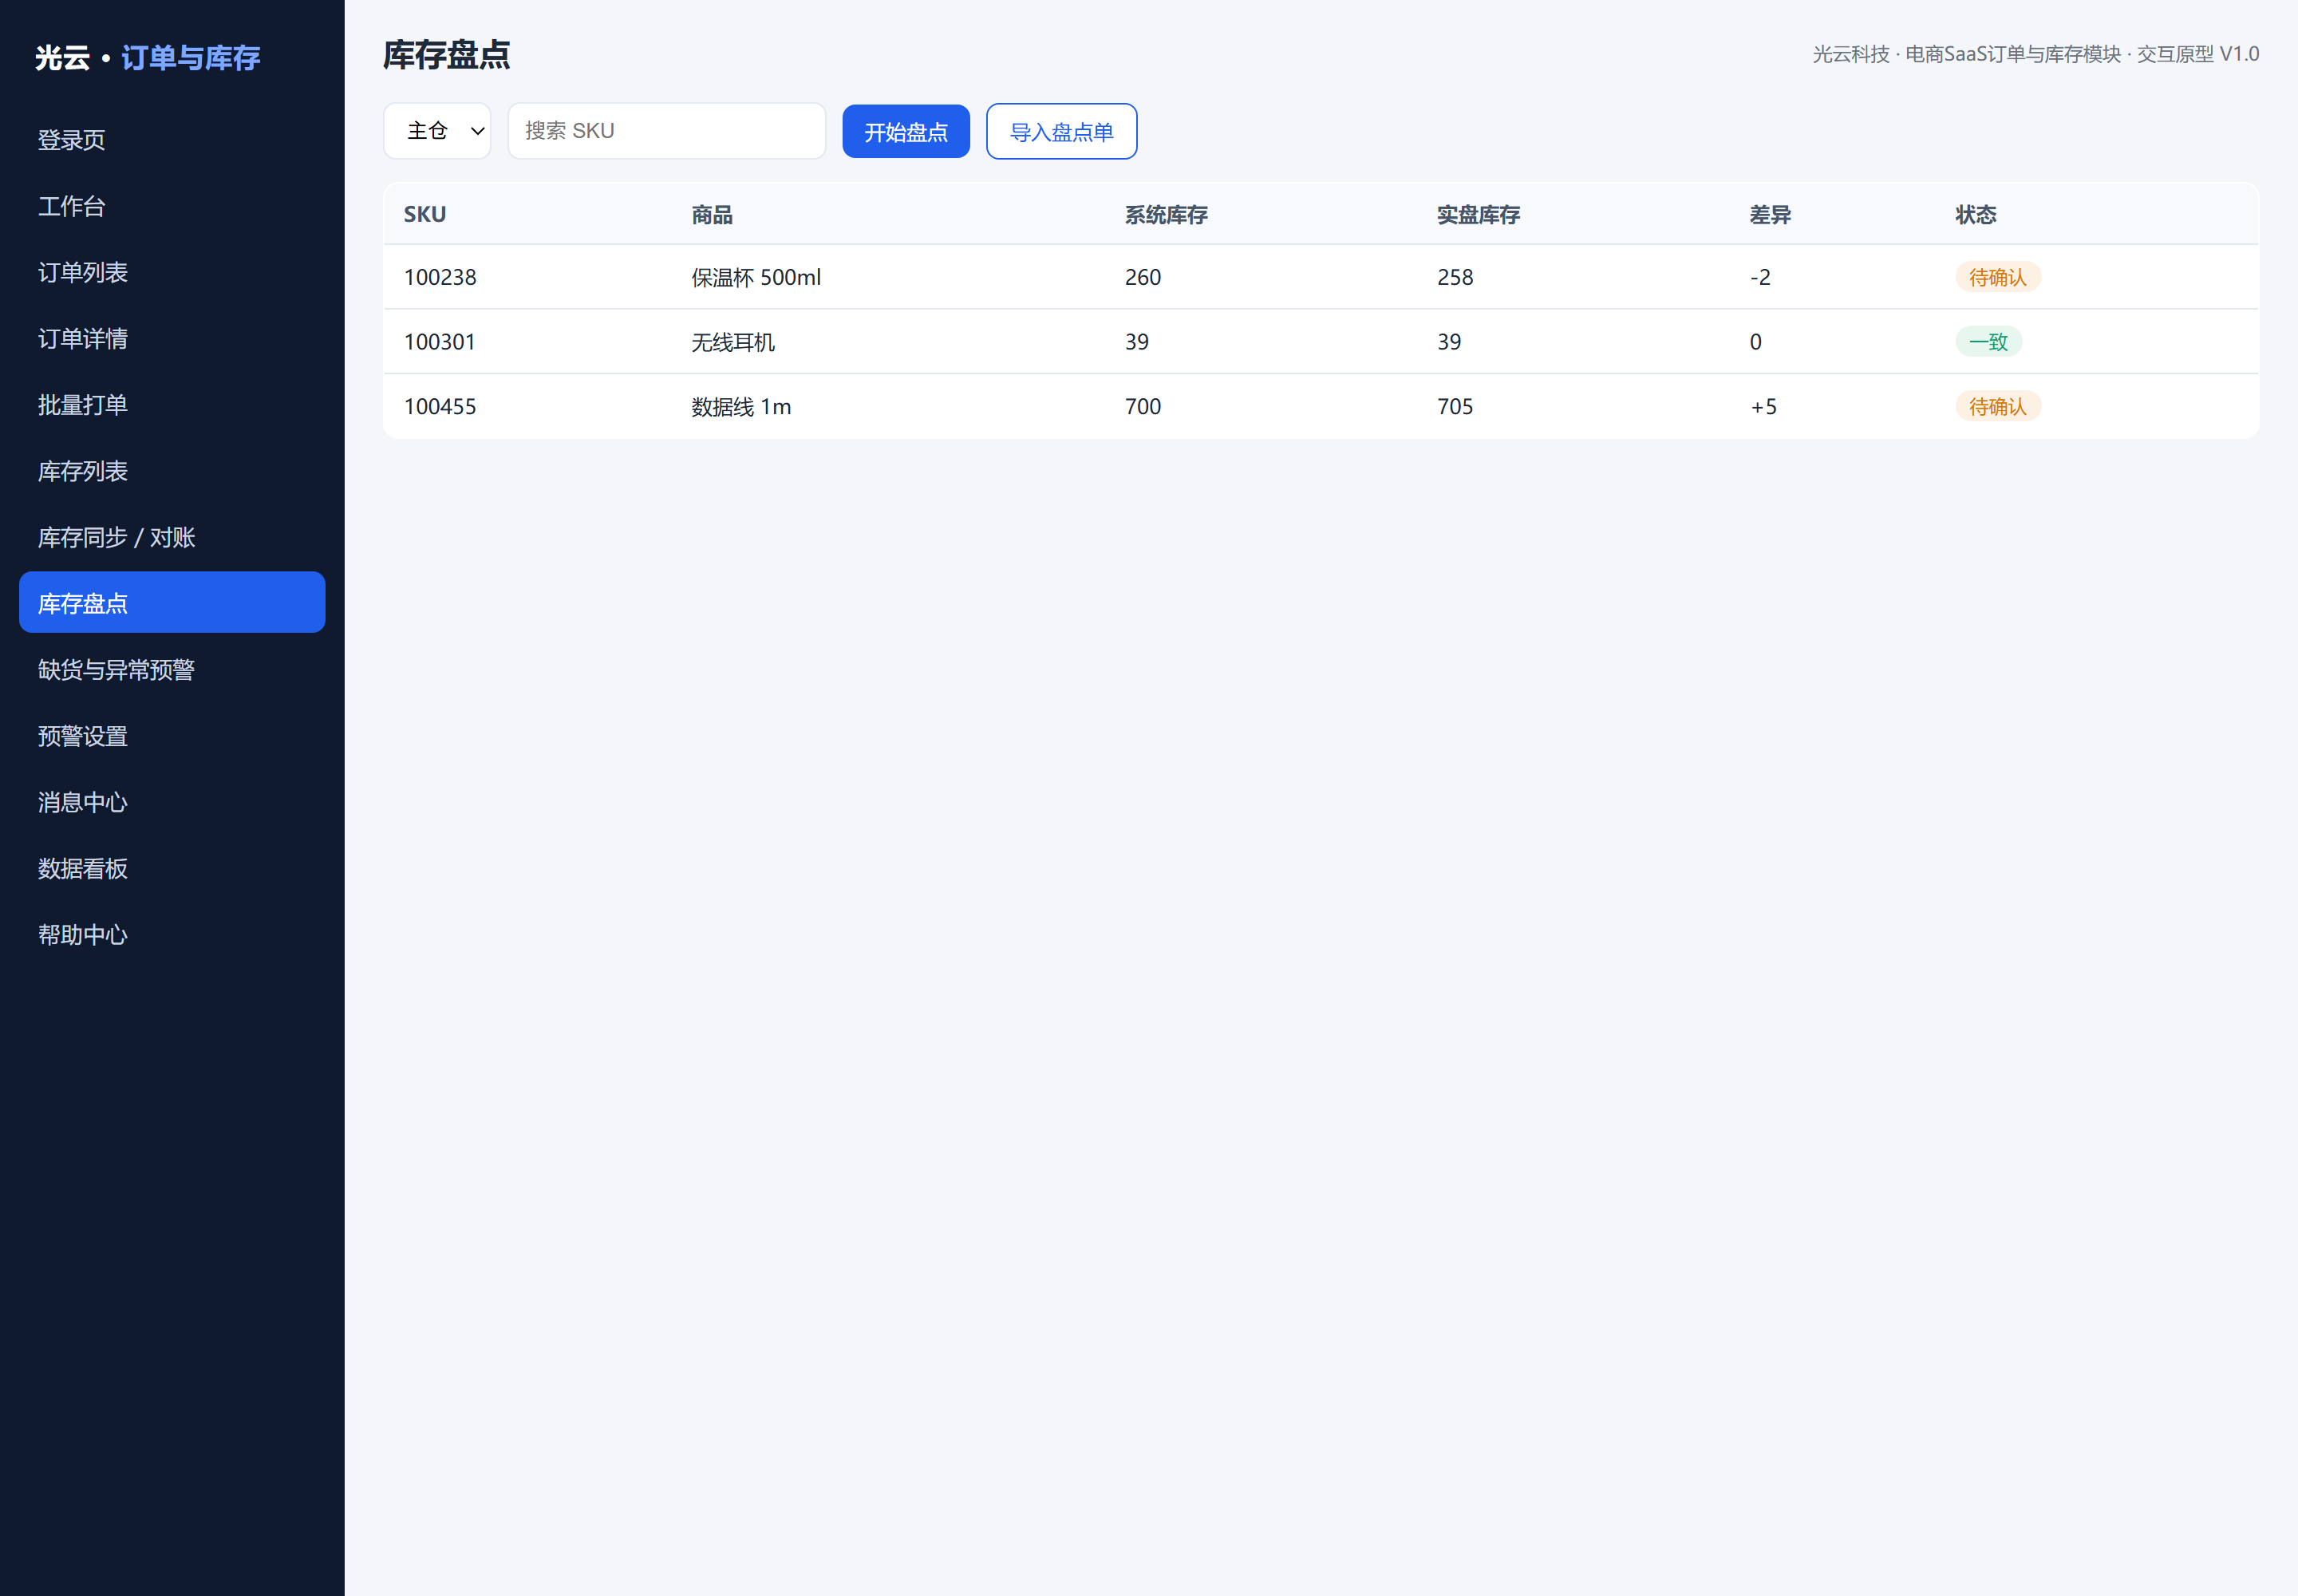 光云 · 订单与库存
登录页
工作台
订单列表
订单详情
批量打单
库存列表
库存同步 / 对账
库存盘点
缺货与异常预警
预警设置
消息中心
数据看板
帮助中心
库存盘点
光云科技 · 电商SaaS订单与库存模块 · 交互原型 V1.0
主仓 搜索 SKU 开始盘点 导入盘点单
SKU 商品 系统库存 实盘库存 差异 状态
100238 保温杯 500ml 260 258 -2 待确认
100301 无线耳机 39 39 0 一致
100455 数据线 1m 700 705 +5 待确认